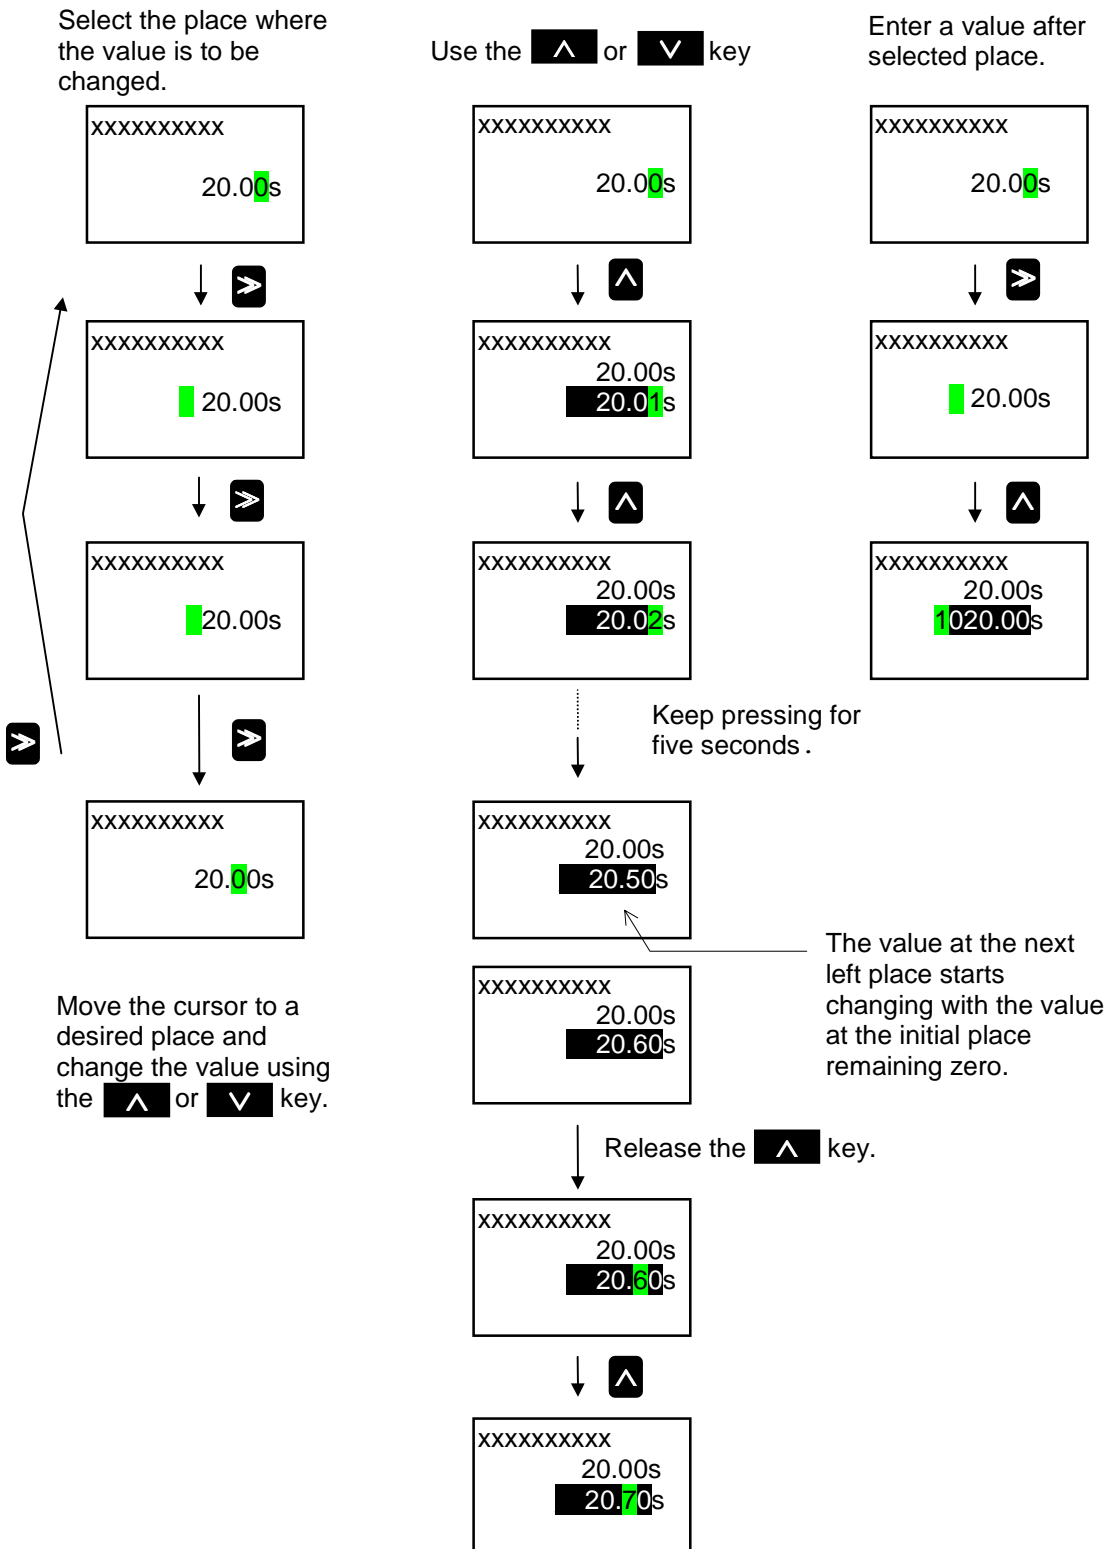 Select the place where
the value is to be
changed.
xxxxxxxxxx
20.00s
≫
xxxxxxxxxx
20.00s
≫
xxxxxxxxxx
20.00s
≫
≫
xxxxxxxxxx
20.00s
Move the cursor to a
desired place and
change the value using
the ∧ or ∨ key.
Use the ∧ or ∨ key
xxxxxxxxxx
20.00s
∧
xxxxxxxxxx
20.00s
20.01s
∧
xxxxxxxxxx
20.00s
20.02s
Keep pressing for
five seconds.
xxxxxxxxxx
20.00s
20.50s
The value at the next
left place starts
changing with the value
at the initial place
remaining zero.
xxxxxxxxxx
20.00s
20.60s
Release the ∧ key.
xxxxxxxxxx
20.00s
20.60s
∧
xxxxxxxxxx
20.00s
20.70s
Enter a value after
selected place.
xxxxxxxxxx
20.00s
≫
xxxxxxxxxx
20.00s
∧
xxxxxxxxxx
20.00s
1020.00s